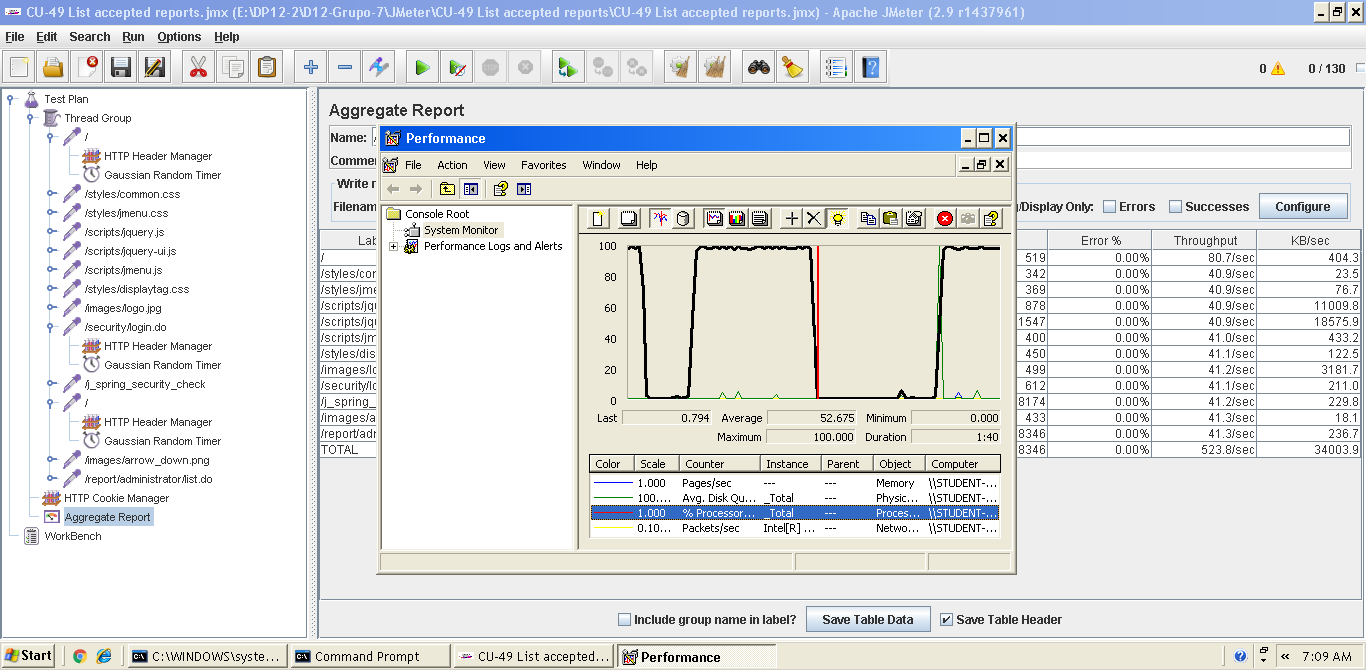 CU-49 List accepted reports.jmx (E:\DP12-2\D12-Grupo-7\JMeter\CU-49 List accepted reports\CU-49 List accepted reports.jmx) - Apache JMeter (2.9 r1437961)
File Edit Search Run Options Help
0 0 / 130
Test Plan
Thread Group
/
HTTP Header Manager
Gaussian Random Timer
/styles/common.css
/styles/jmenu.css
/scripts/jquery.js
/scripts/jquery-ui.js
/scripts/jmenu.js
/styles/displaytag.css
/images/logo.jpg
/security/login.do
HTTP Header Manager
Gaussian Random Timer
/j_spring_security_check
/
HTTP Header Manager
Gaussian Random Timer
/images/arrow_down.png
/report/administrator/list.do
HTTP Cookie Manager
Aggregate Report
WorkBench
Aggregate Report
Name:
Commen
Write r
Filenam
g/Display Only: Errors Successes Configure
Lab Error % Throughput KB/sec
/ 519 0.00% 80.7/sec 404.3
/styles/con 342 0.00% 40.9/sec 23.5
/styles/jme 369 0.00% 40.9/sec 76.7
/scripts/jqu 878 0.00% 40.9/sec 11009.8
/scripts/jqu 1547 0.00% 40.9/sec 18575.9
/scripts/jm 400 0.00% 41.0/sec 433.2
/styles/dis 450 0.00% 41.1/sec 122.5
/images/lo 499 0.00% 41.2/sec 3181.7
/security/lo 612 0.00% 41.1/sec 211.0
/j_spring_ 8174 0.00% 41.2/sec 229.8
/images/a 433 0.00% 41.3/sec 18.1
/report/adn 8346 0.00% 41.3/sec 236.7
TOTAL 8346 0.00% 523.8/sec 34003.9
Performance
File Action View Favorites Window Help
Console Root
System Monitor
Performance Logs and Alerts
100
80
60
40
20
0
Last 0.794 Average 52.675 Minimum 0.000
Maximum 100.000 Duration 1:40
Color Scale Counter Instance Parent Object Computer
1.000 Pages/sec --- --- Memory \\STUDENT-...
100.... Avg. Disk Qu... _Total --- Physic... \\STUDENT-...
1.000 % Processor... _Total --- Proces... \\STUDENT-...
0.10... Packets/sec Intel[R] ... --- Netwo... \\STUDENT-...
Include group name in label? Save Table Data Save Table Header
Start C:\WINDOWS\syste... Command Prompt CU-49 List accepted... Performance « 7:09 AM